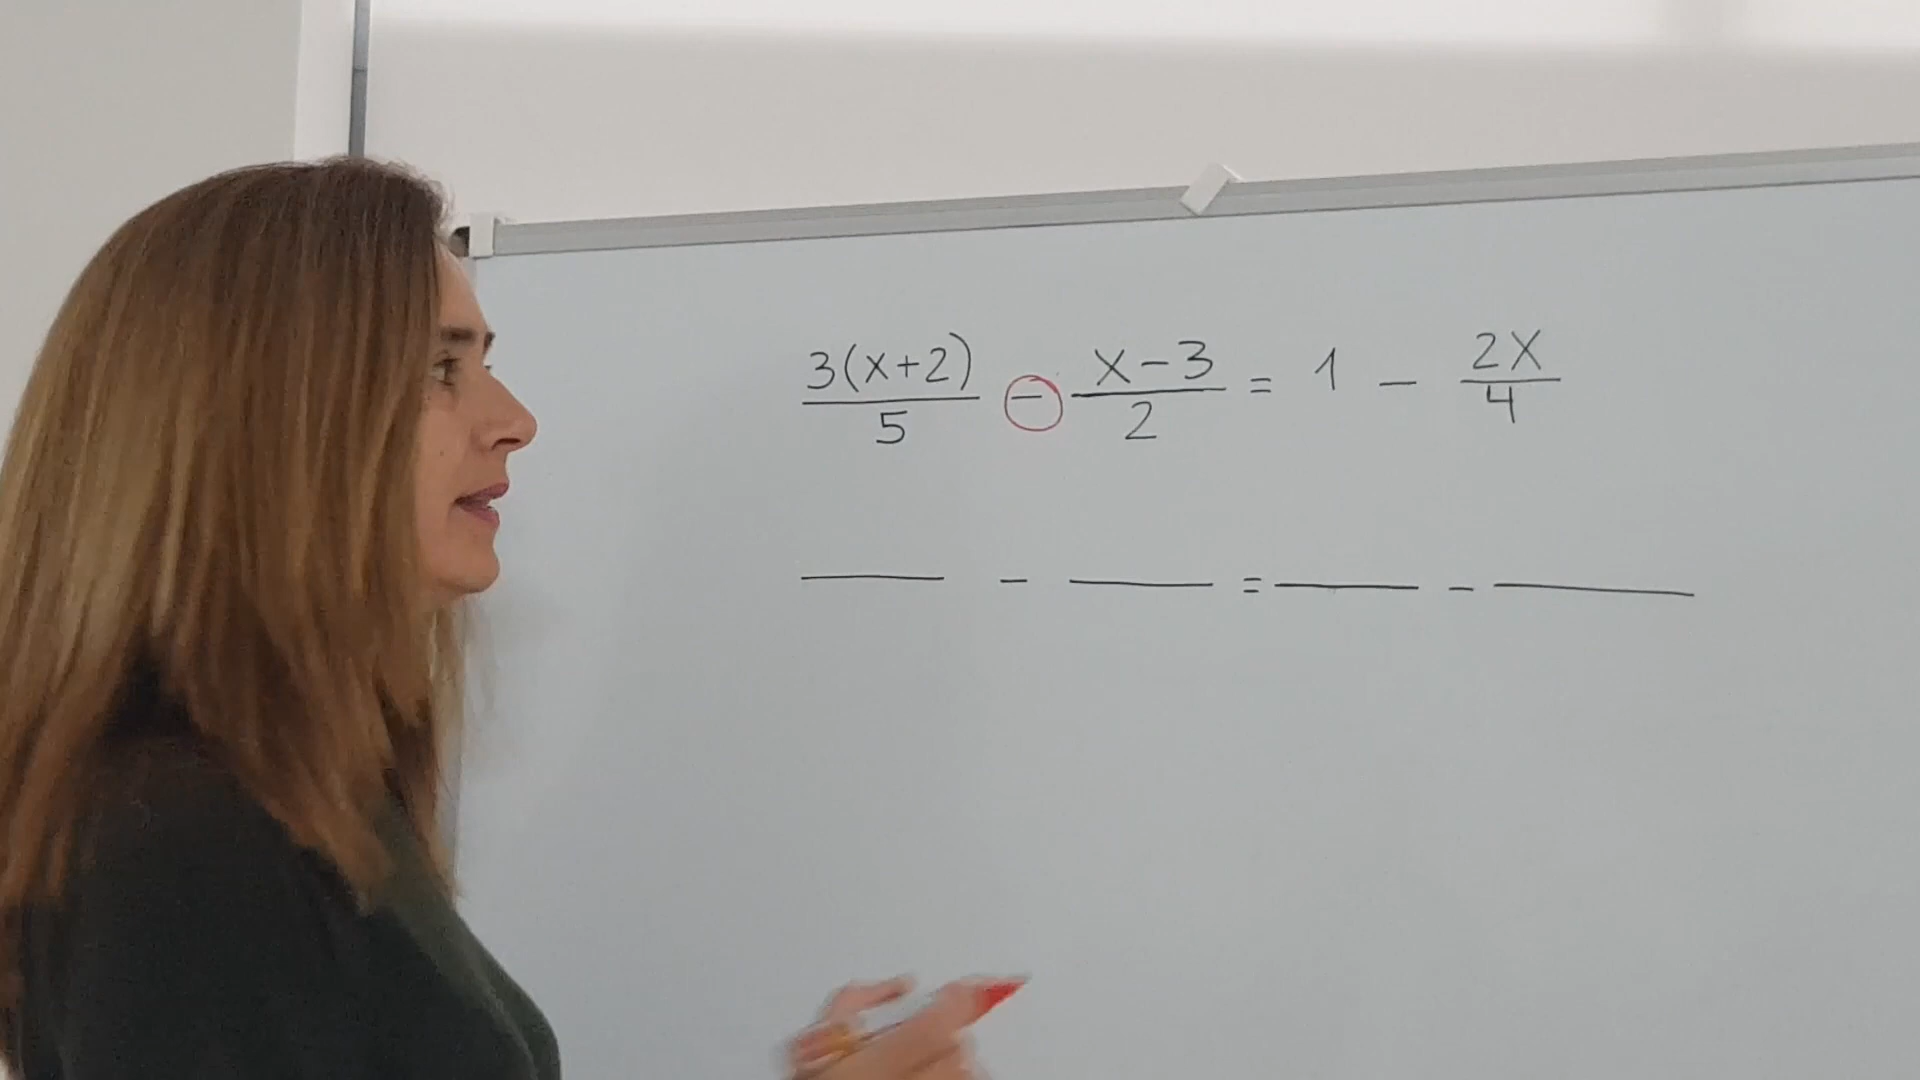 3(x+2)/5 - x-3/2 = 1 - 2x/4
___ - ___ = ___ - ___